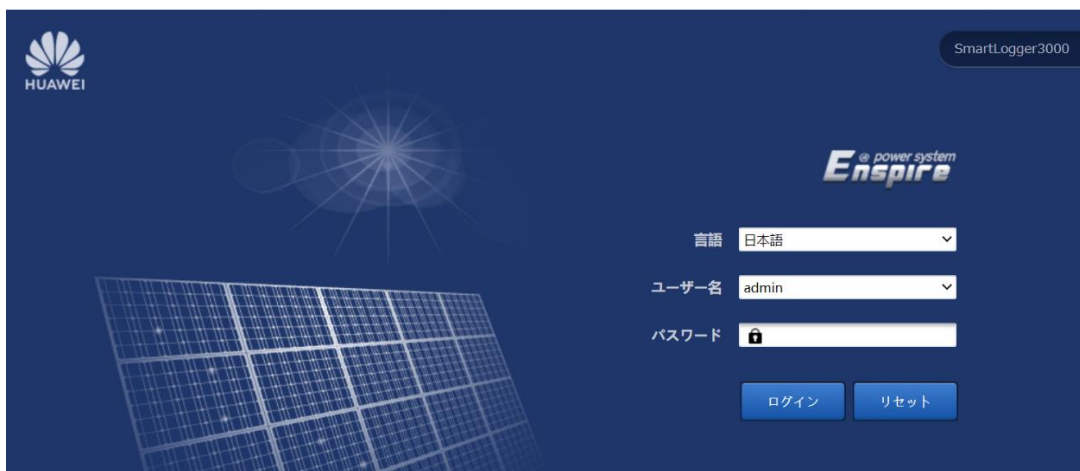 HUAWEI
SmartLogger3000
Enspire @ power system
言語 日本語
ユーザー名 admin
パスワード
ログイン リセット